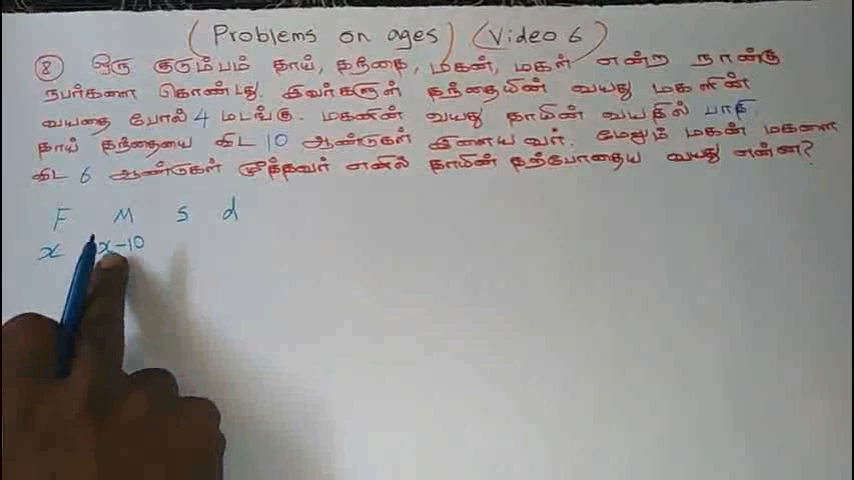 (Problems on ages) (Video 6)
8 ஒரு குடும்பம் தாய், தந்தை, மகன், மகள் என்ற நான்கு
நபர்களை கொண்டது. இவர்களுள் தந்தையின் வயது மகளின்
வயதை போல் 4 மடங்கு. மகனின் வயது தாயின் வயதில் பாதி.
தாய் தந்தையை விட 10 ஆண்டுகள் இளையவர். மேலும் மகன் மகளை
விட 6 ஆண்டுகள் மூத்தவர் எனில் தாயின் தற்போதைய வயது என்ன?
F M S d
x x-10